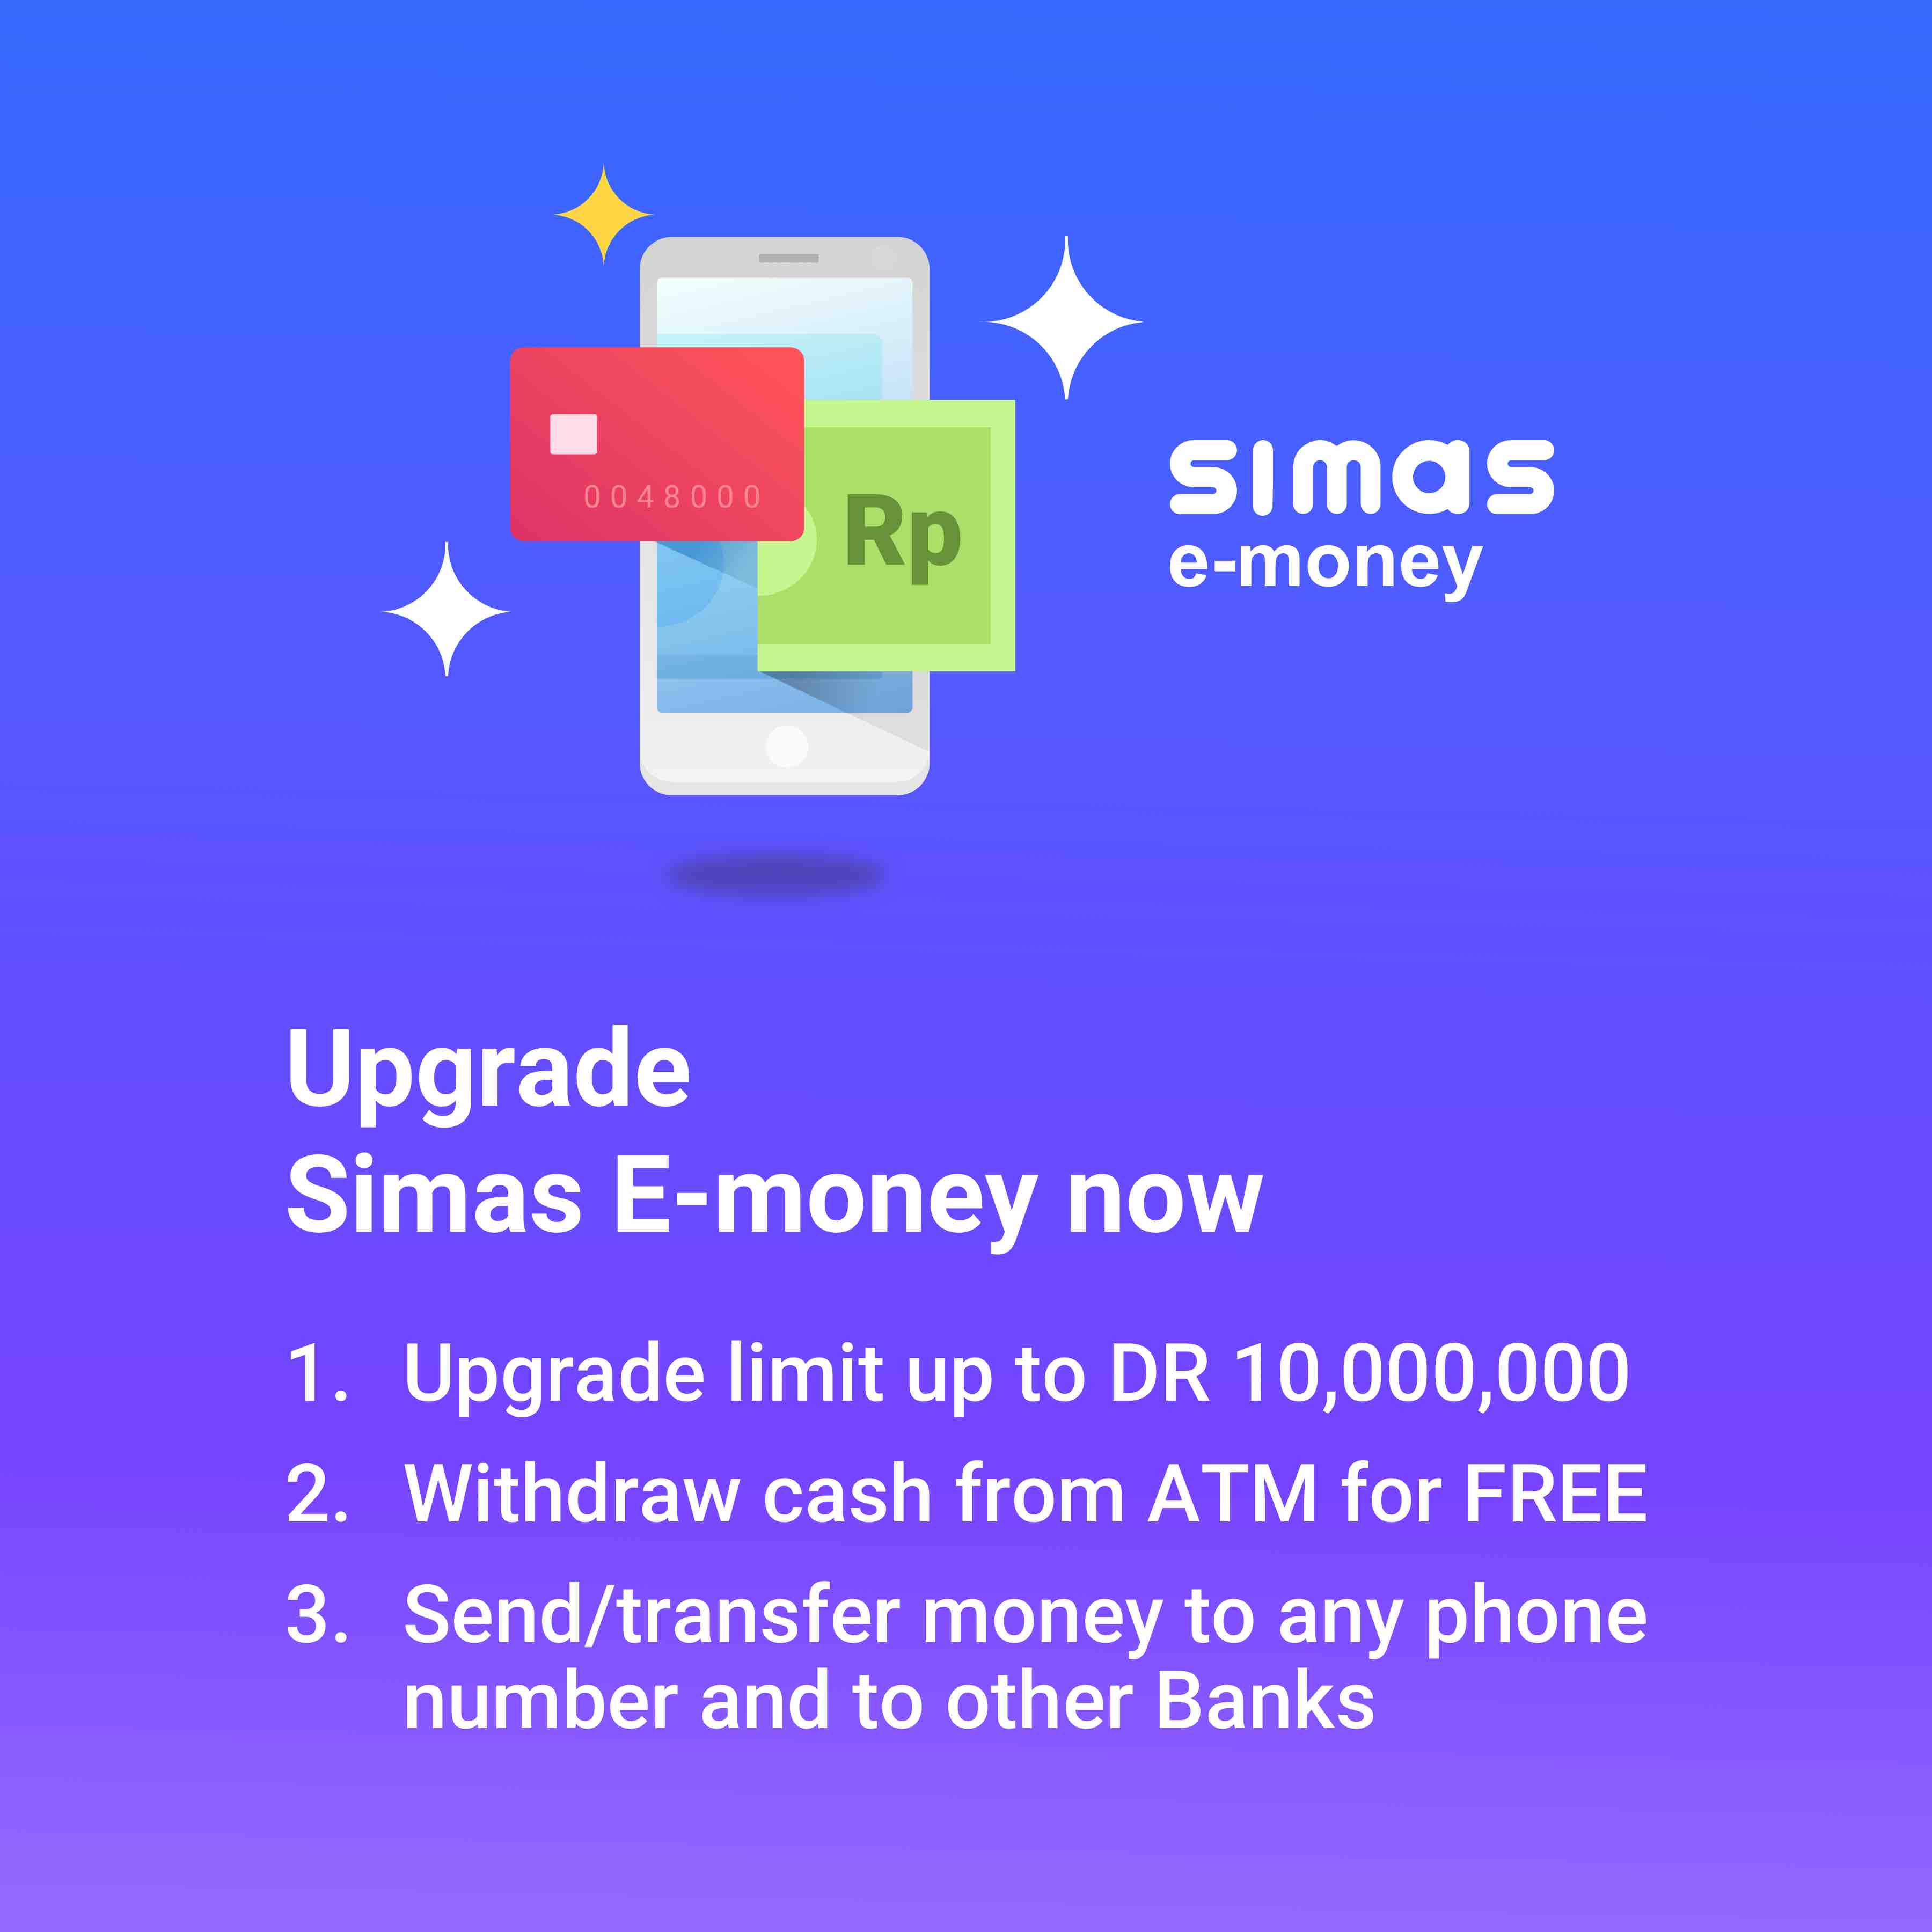 0048000
Rp
simas
e-money
Upgrade
Simas E-money now
1. Upgrade limit up to DR 10,000,000
2. Withdraw cash from ATM for FREE
3. Send/transfer money to any phone
number and to other Banks